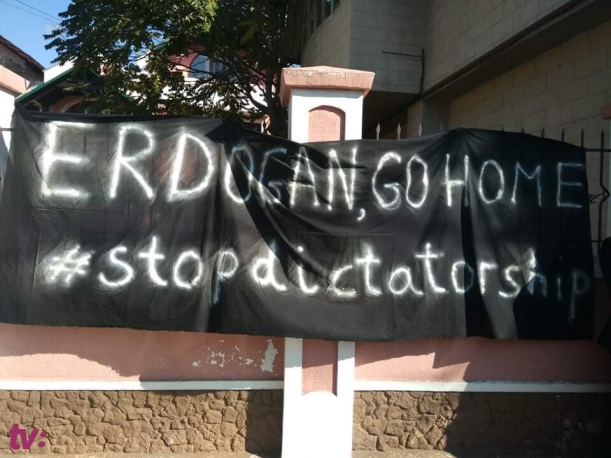 ERDOGAN, GO HOME
#stopdictatorship
tv: